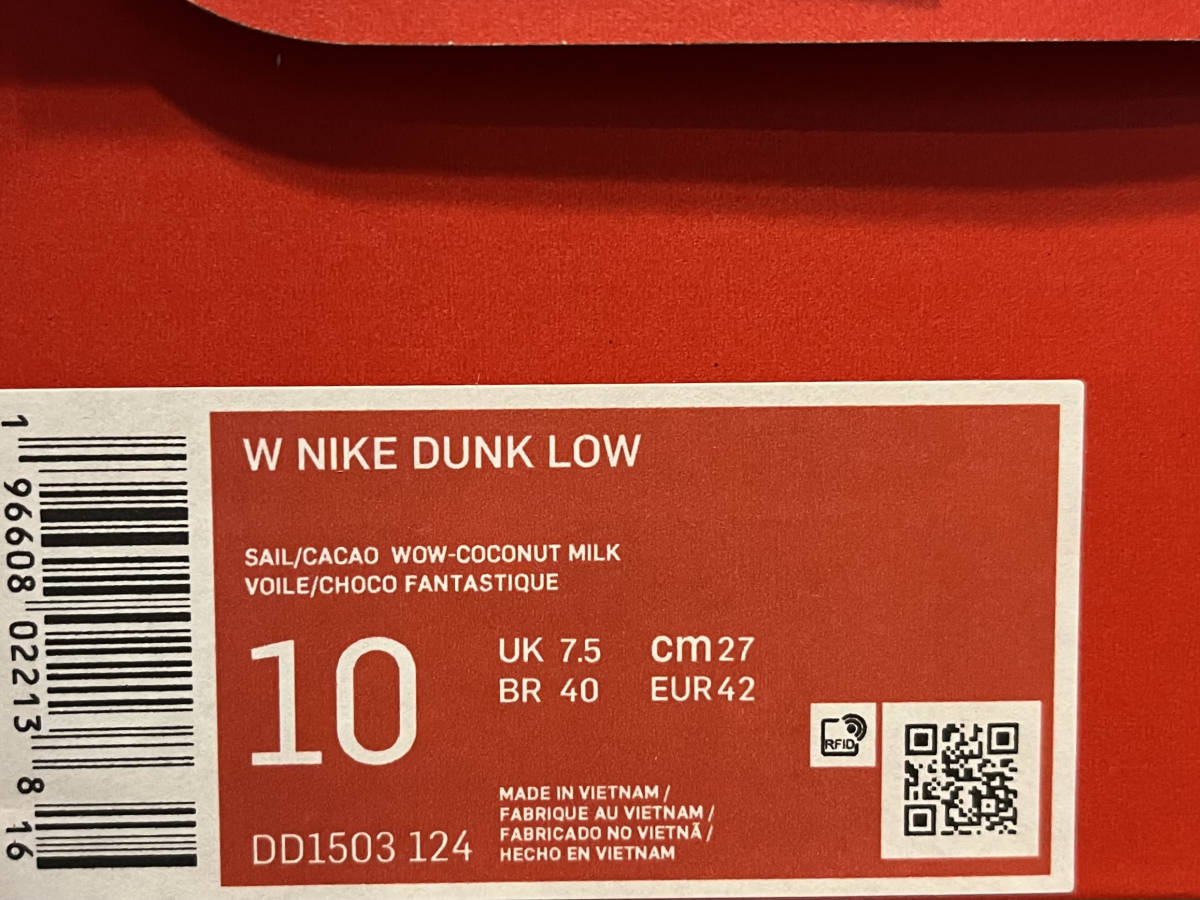 W NIKE DUNK LOW
SAIL/CACAO WOW-COCONUT MILK
VOILE/CHOCO FANTASTIQUE
10
UK 7.5 cm 27
BR 40 EUR 42
MADE IN VIETNAM /
FABRIQUE AU VIETNAM /
FABRICADO NO VIETNÃ /
HECHO EN VIETNAM
DD1503 124
RFID
1 96608 02213 8 16